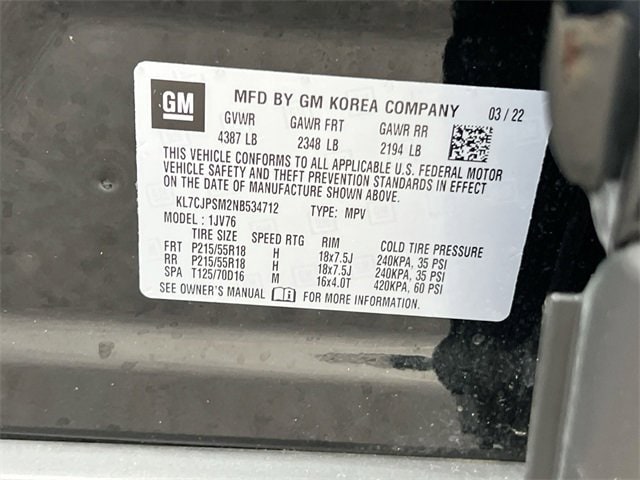 GM MFD BY GM KOREA COMPANY 03 / 22
GVWR GAWR FRT GAWR RR
4387 LB 2348 LB 2194 LB
THIS VEHICLE CONFORMS TO ALL APPLICABLE U.S. FEDERAL MOTOR
VEHICLE SAFETY AND THEFT PREVENTION STANDARDS IN EFFECT
ON THE DATE OF MANUFACTURE SHOWN ABOVE.
KL7CJPSM2NB534712 TYPE: MPV
MODEL : 1JV76
TIRE SIZE SPEED RTG RIM COLD TIRE PRESSURE
FRT P215/55R18 H 18x7.5J 240KPA, 35 PSI
RR P215/55R18 H 18x7.5J 240KPA, 35 PSI
SPA T125/70D16 M 16x4.0T 420KPA, 60 PSI
SEE OWNER'S MANUAL FOR MORE INFORMATION.